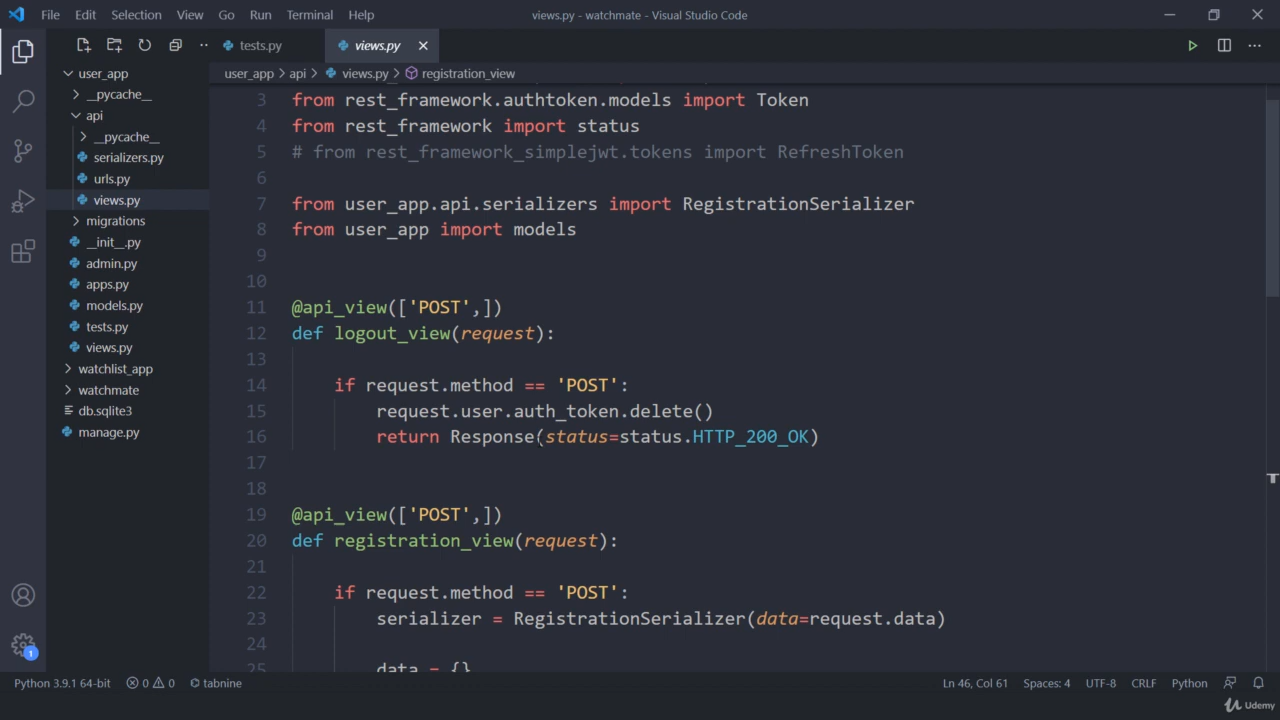 File Edit Selection View Go Run Terminal Help views.py - watchmate - Visual Studio Code
tests.py views.py
user_app > api > views.py > registration_view
user_app
__pycache__
api
__pycache__
serializers.py
urls.py
views.py
migrations
__init__.py
admin.py
apps.py
models.py
tests.py
views.py
watchlist_app
watchmate
db.sqlite3
manage.py
3 from rest_framework.authtoken.models import Token
4 from rest_framework import status
5 # from rest_framework_simplejwt.tokens import RefreshToken
6
7 from user_app.api.serializers import RegistrationSerializer
8 from user_app import models
9
10
11 @api_view(['POST',])
12 def logout_view(request):
13
14 if request.method == 'POST':
15 request.user.auth_token.delete()
16 return Response(status=status.HTTP_200_OK)
17
18
19 @api_view(['POST',])
20 def registration_view(request):
21
22 if request.method == 'POST':
23 serializer = RegistrationSerializer(data=request.data)
24
25 data = {}
1
Python 3.9.1 64-bit 0 0 tabnine Ln 46, Col 61 Spaces: 4 UTF-8 CRLF Python
Udemy